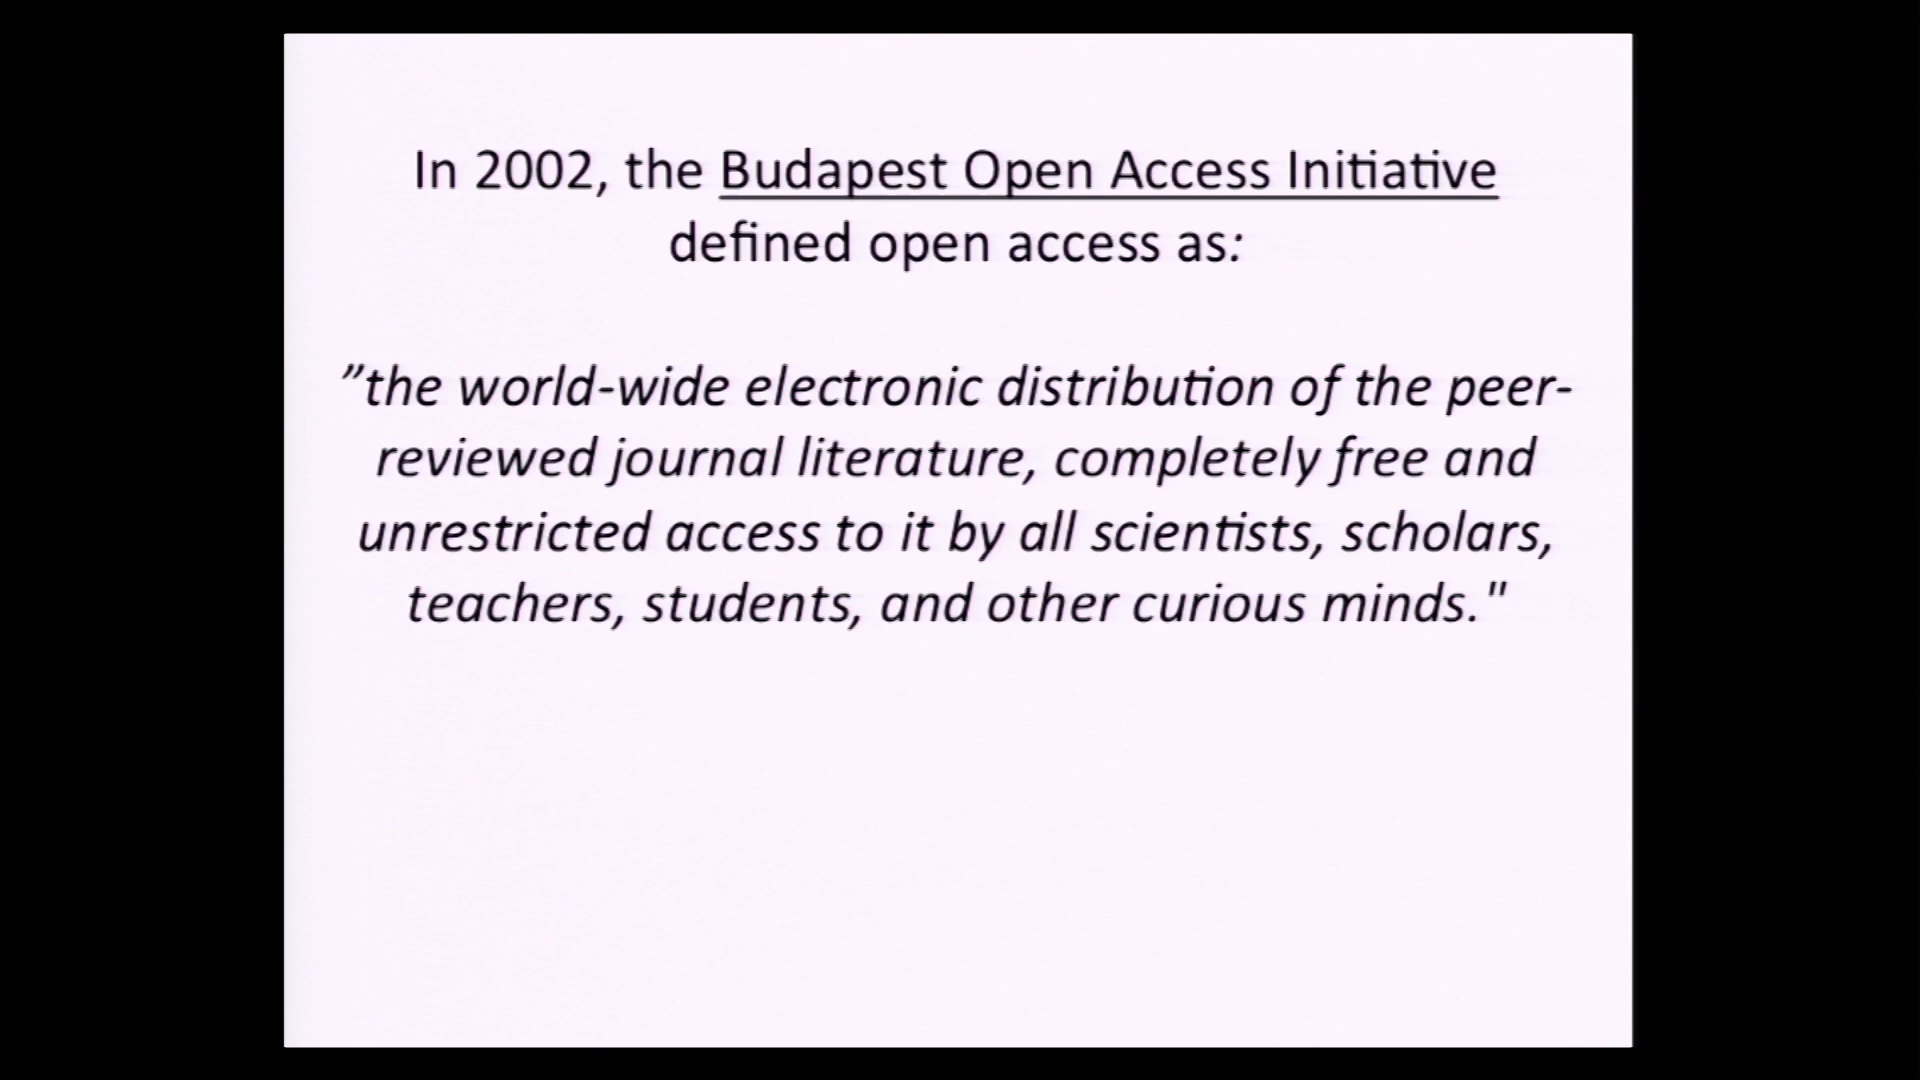 In 2002, the Budapest Open Access Initiative
defined open access as:
”the world-wide electronic distribution of the peer-
reviewed journal literature, completely free and
unrestricted access to it by all scientists, scholars,
teachers, students, and other curious minds."